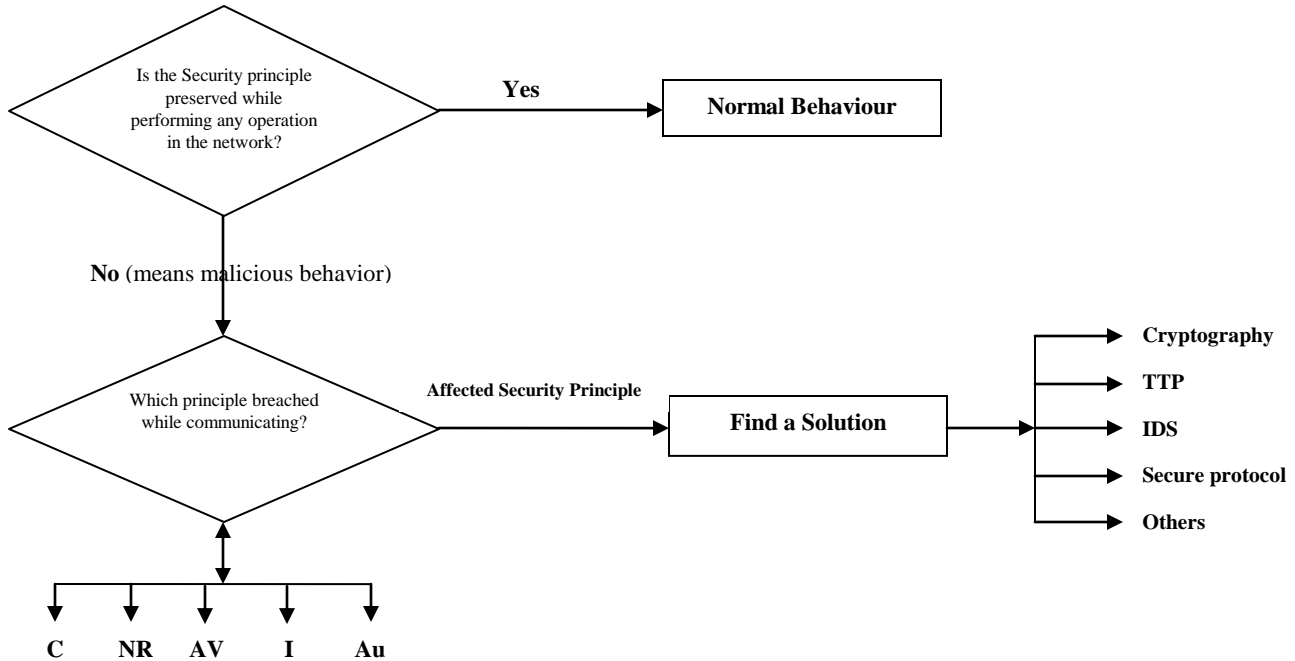 Is the Security principle
preserved while
performing any operation
in the network?
Yes
Normal Behaviour
No (means malicious behavior)
Which principle breached
while communicating?
Affected Security Principle
Find a Solution
Cryptography
TTP
IDS
Secure protocol
Others
C NR AV I Au